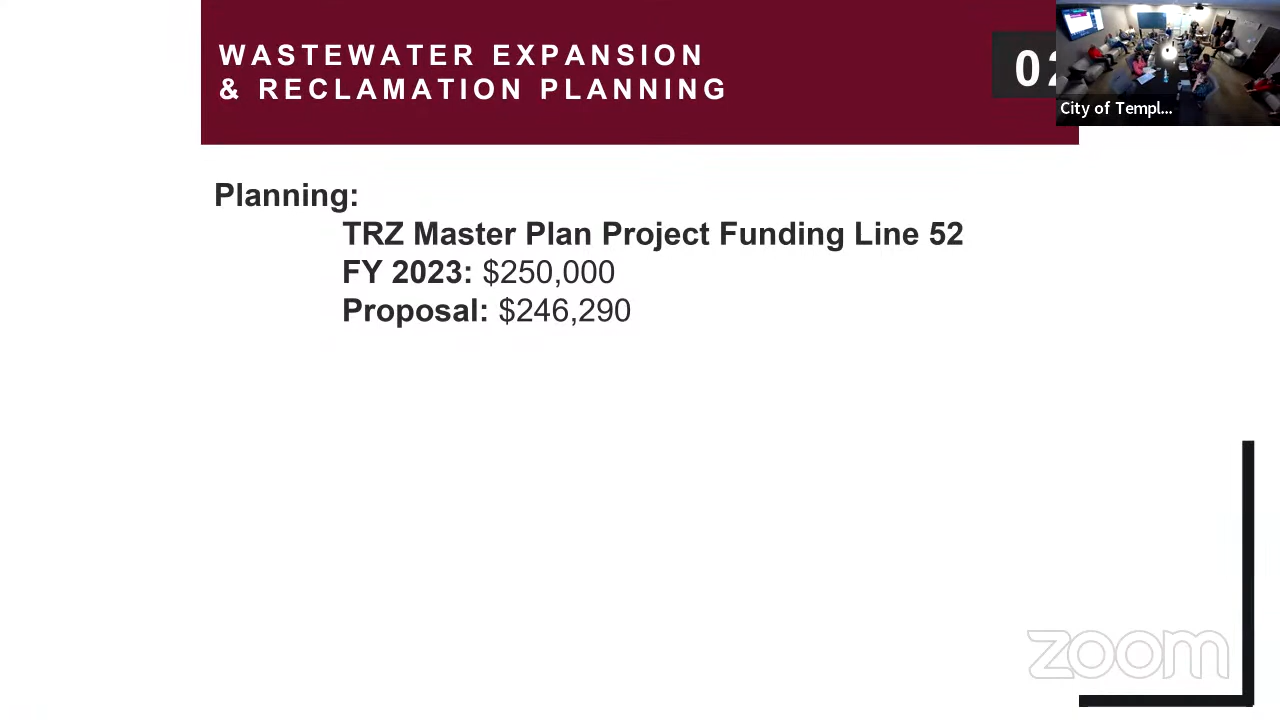 WASTEWATER EXPANSION
& RECLAMATION PLANNING
02
City of Templ...
Planning:
TRZ Master Plan Project Funding Line 52
FY 2023: $250,000
Proposal: $246,290
zoom